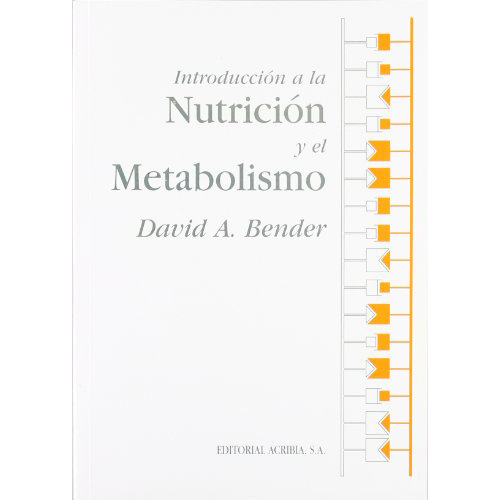 Introducción a la
Nutrición
y el
Metabolismo
David A. Bender
EDITORIAL ACRIBIA, S.A.